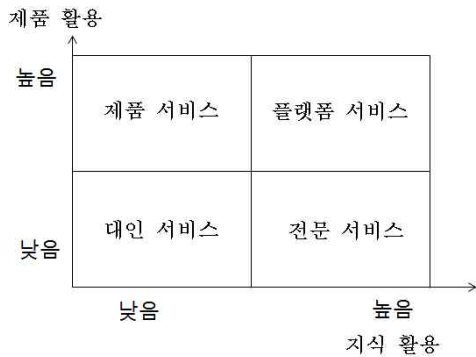 제품 활용
높음
제품 서비스 플랫폼 서비스
대인 서비스 전문 서비스
낮음
낮음 높음
지식 활용